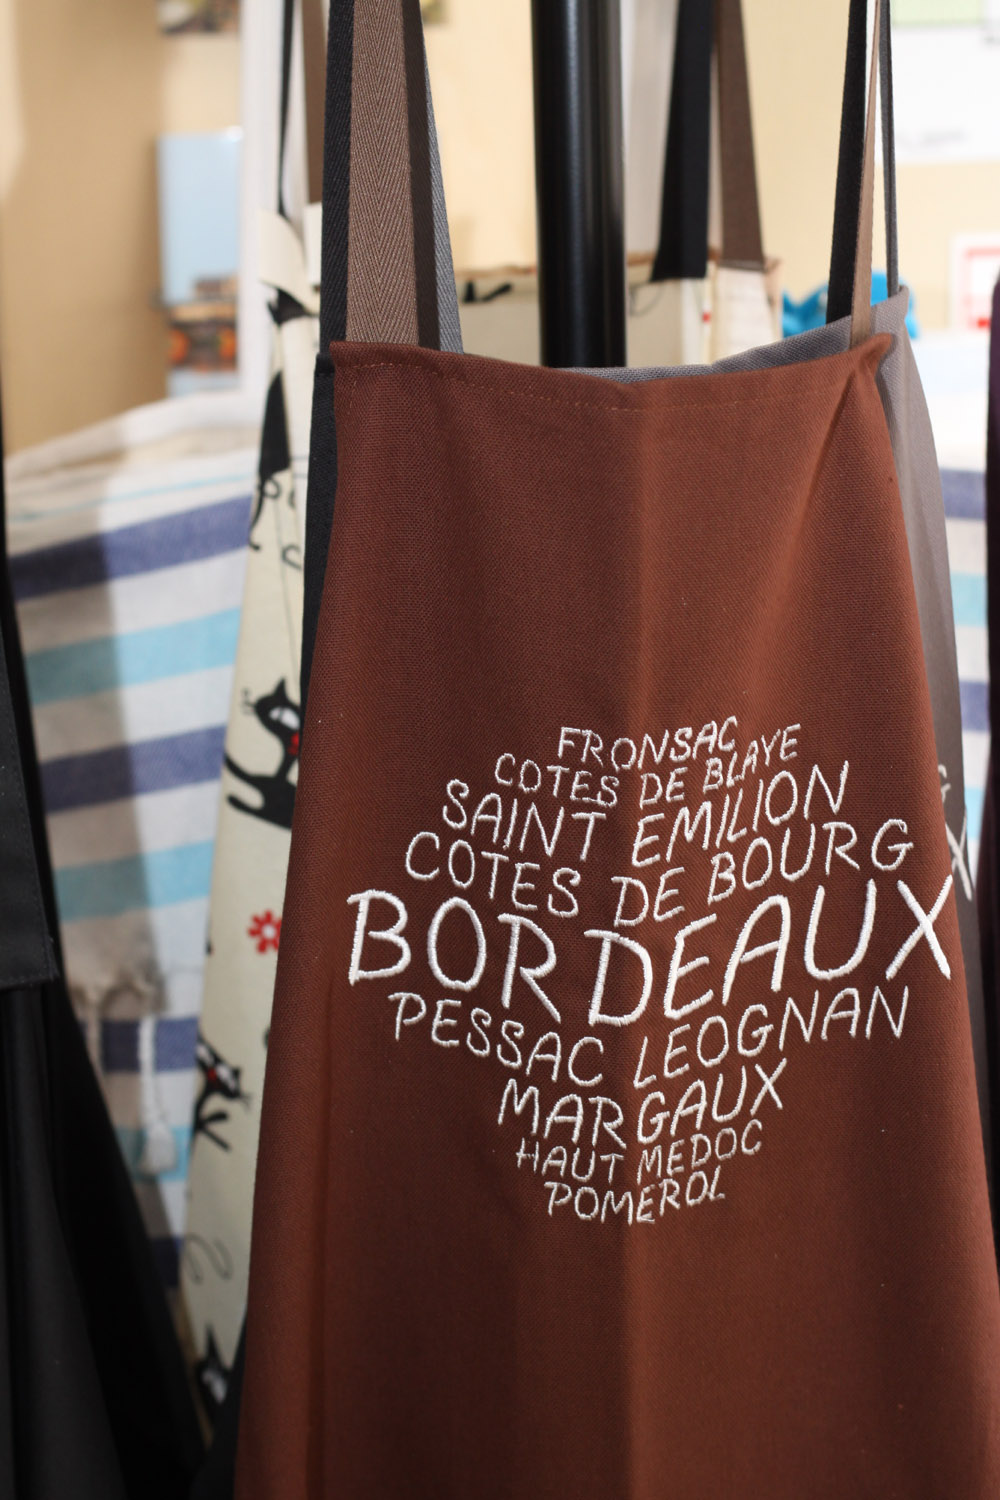 FRONSAC
COTES DE BLAYE
SAINT EMILION
COTES DE BOURG
BORDEAUX
PESSAC LEOGNAN
MARGAUX
HAUT MEDOC
POMEROL
G
X